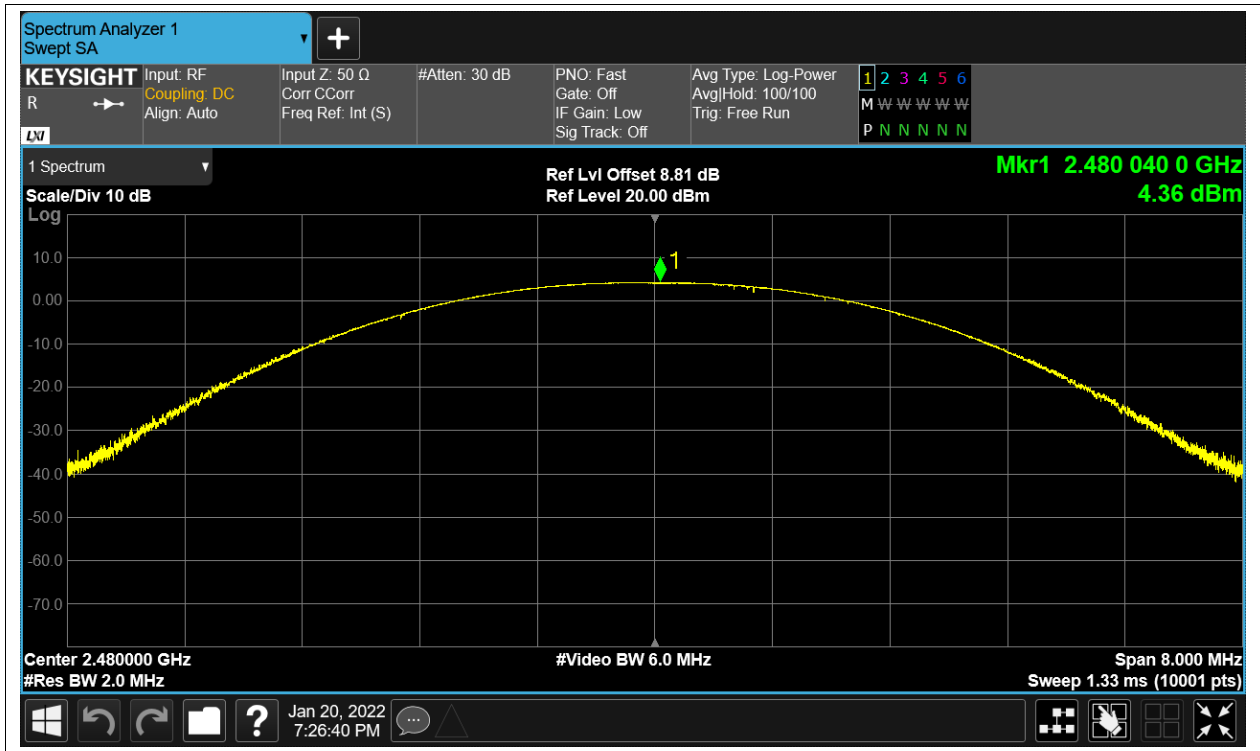 Spectrum Analyzer 1
Swept SA
+
KEYSIGHT
R
LXI
Input: RF
Coupling: DC
Align: Auto
Input Z: 50 Ω
Corr CCorr
Freq Ref: Int (S)
#Atten: 30 dB
PNO: Fast
Gate: Off
IF Gain: Low
Sig Track: Off
Avg Type: Log-Power
Avg|Hold: 100/100
Trig: Free Run
1 2 3 4 5 6
M W W W W W
P N N N N N
1 Spectrum
Scale/Div 10 dB
Log
Ref Lvl Offset 8.81 dB
Ref Level 20.00 dBm
Mkr1 2.480 040 0 GHz
4.36 dBm
1
10.0
0.00
-10.0
-20.0
-30.0
-40.0
-50.0
-60.0
-70.0
Center 2.480000 GHz
#Res BW 2.0 MHz
#Video BW 6.0 MHz
Span 8.000 MHz
Sweep 1.33 ms (10001 pts)
?
Jan 20, 2022
7:26:40 PM